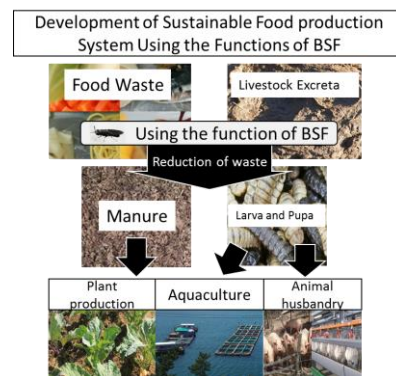 Development of Sustainable Food production
System Using the Functions of BSF
Food Waste
Livestock Excreta
Using the function of BSF
Reduction of waste
Manure
Larva and Pupa
Plant
production
Aquaculture
Animal
husbandry